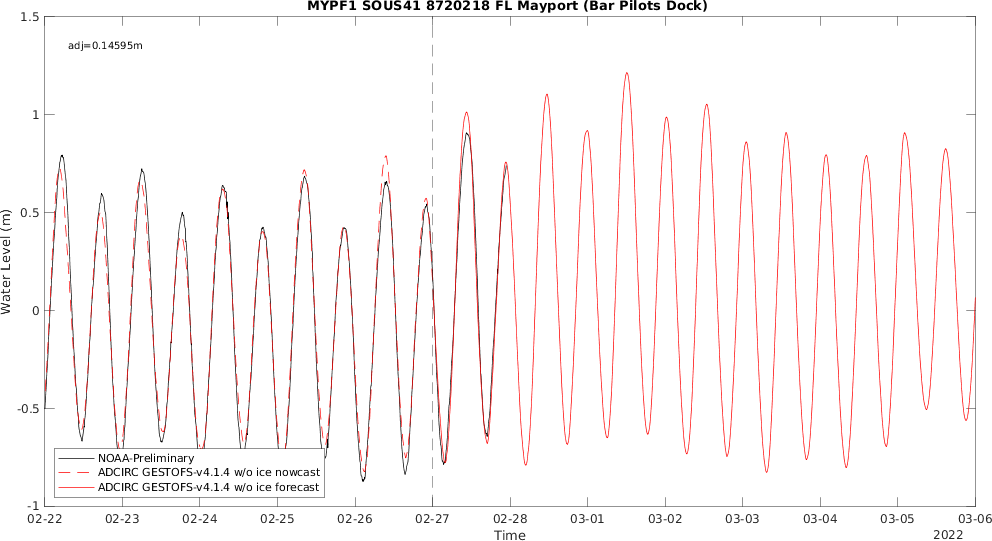 MYPF1 SOUS41 8720218 FL Mayport (Bar Pilots Dock)
1.5
adj=0.14595m
1
0.5
Water Level (m)
0
-0.5
NOAA-Preliminary
ADCIRC GESTOFS-v4.1.4 w/o ice nowcast
ADCIRC GESTOFS-v4.1.4 w/o ice forecast
-1
02-22 02-23 02-24 02-25 02-26 02-27 02-28 03-01 03-02 03-03 03-04 03-05 03-06
Time
2022